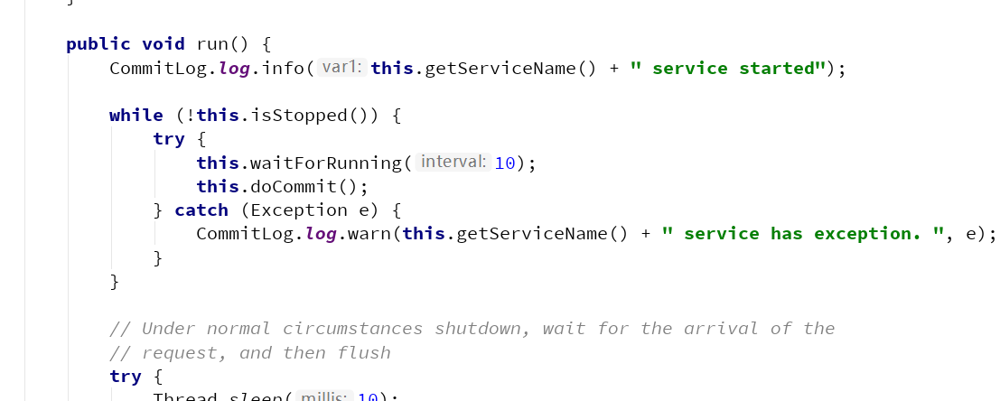 }
public void run() {
CommitLog.log.info( var1: this.getServiceName() + " service started");
while (!this.isStopped()) {
try {
this.waitForRunning( interval: 10);
this.doCommit();
} catch (Exception e) {
CommitLog.log.warn(this.getServiceName() + " service has exception. ", e);
}
}
// Under normal circumstances shutdown, wait for the arrival of the
// request, and then flush
try {
Thread.sleep( millis: 10);